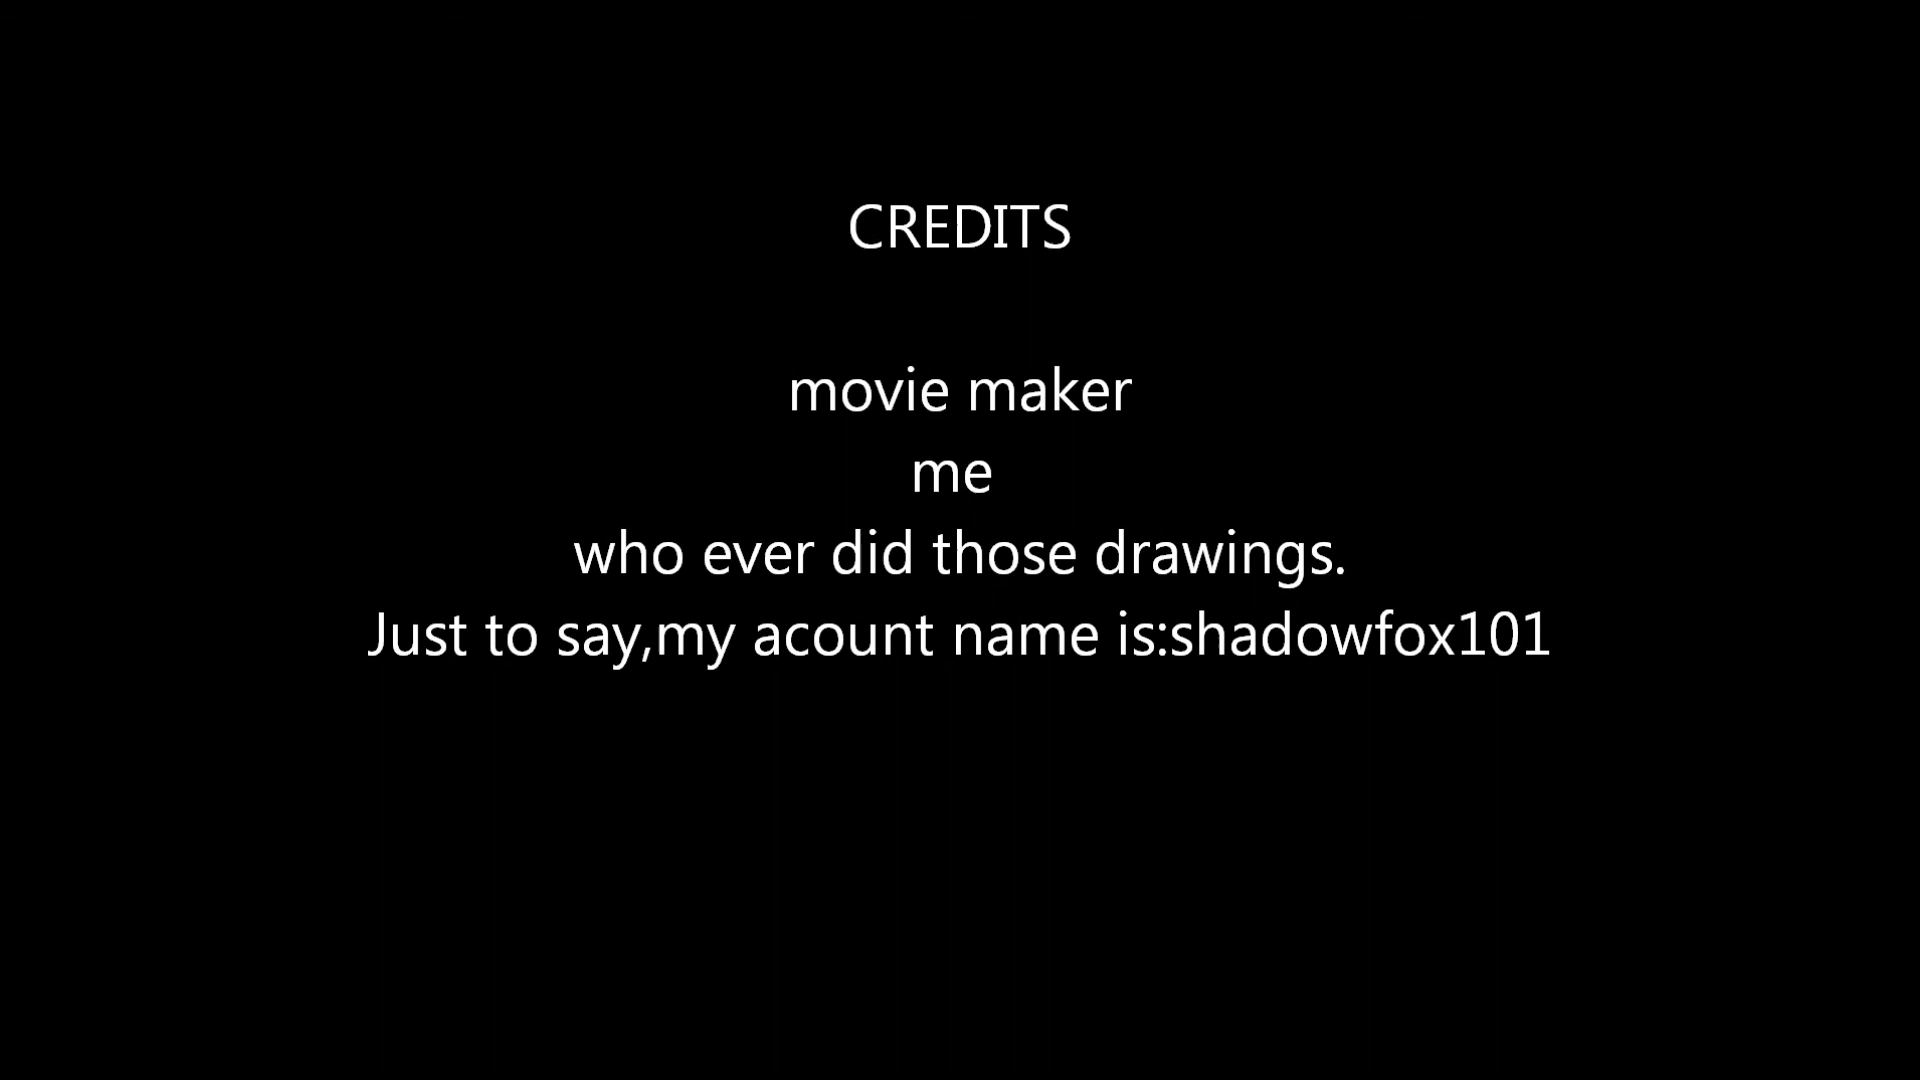 CREDITS
movie maker
me
who ever did those drawings.
Just to say,my acount name is:shadowfox101